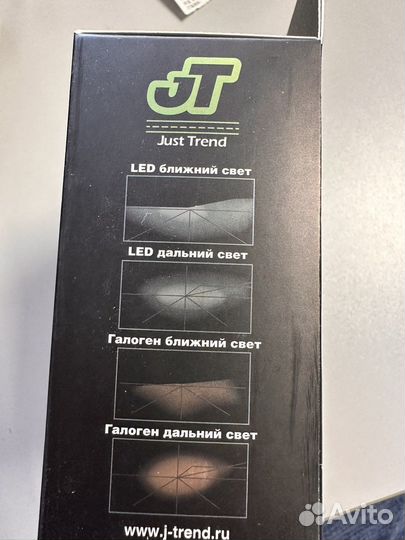 JT
Just Trend
LED ближний свет
LED дальний свет
Галоген ближний свет
Галоген дальний свет
www.j-trend.ru
Avito